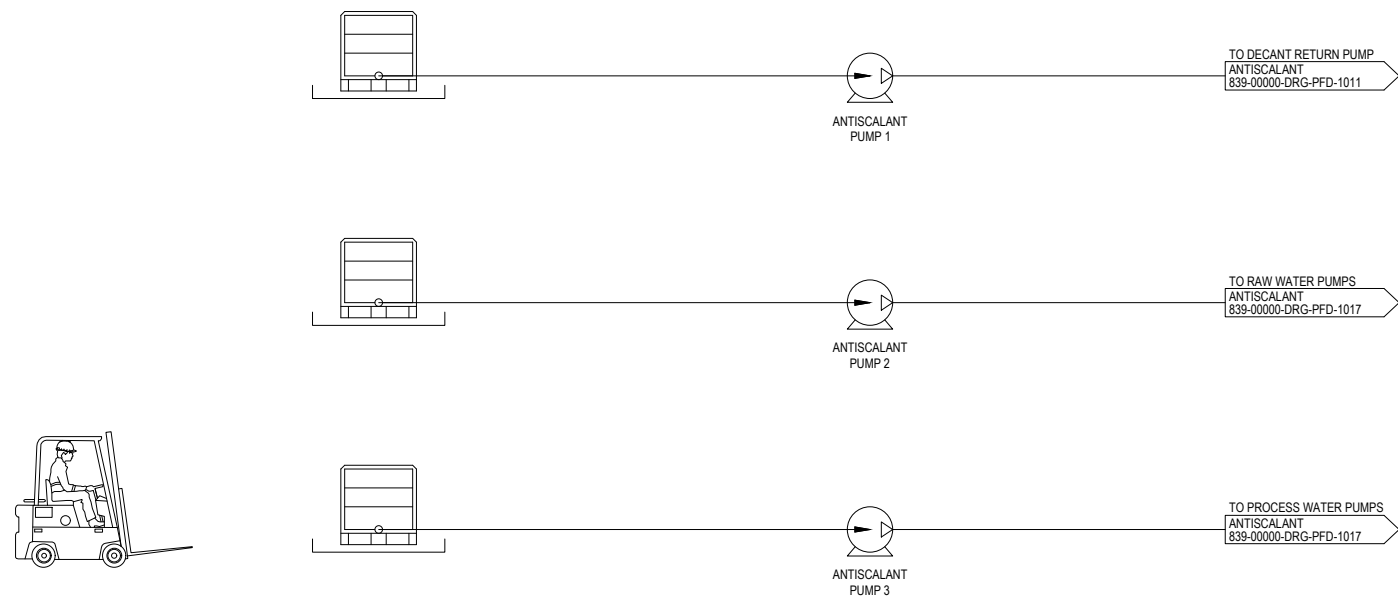 TO DECANT RETURN PUMP
ANTISCALANT
839-00000-DRG-PFD-1011
ANTISCALANT
PUMP 1
TO RAW WATER PUMPS
ANTISCALANT
839-00000-DRG-PFD-1017
ANTISCALANT
PUMP 2
TO PROCESS WATER PUMPS
ANTISCALANT
839-00000-DRG-PFD-1017
ANTISCALANT
PUMP 3